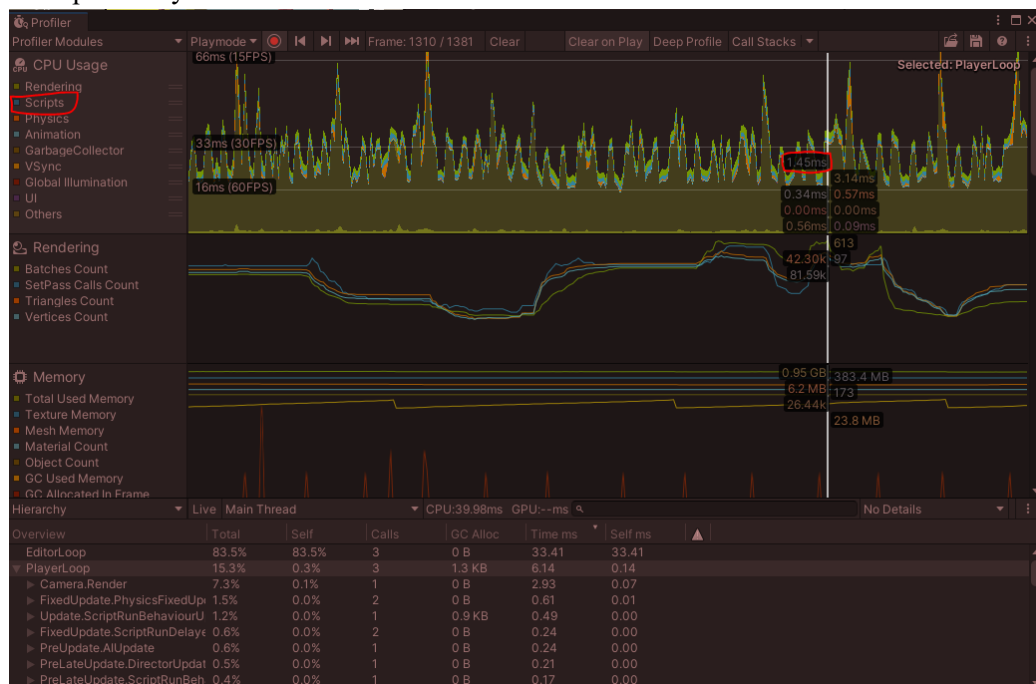 Profiler
Profiler Modules Playmode Frame: 1310 / 1381 Clear Clear on Play Deep Profile Call Stacks
CPU Usage
Rendering
Scripts
Physics
Animation
GarbageCollector
VSync
Global Illumination
UI
Others
66ms (15FPS)
33ms (30FPS)
16ms (60FPS)
Selected: PlayerLoop
1.45ms
3.14ms
0.34ms 0.57ms
0.00ms 0.00ms
0.56ms 0.09ms
Rendering
Batches Count
SetPass Calls Count
Triangles Count
Vertices Count
613
42.30k 97
81.59k
Memory
Total Used Memory
Texture Memory
Mesh Memory
Material Count
Object Count
GC Used Memory
GC Allocated In Frame
0.95 GB 383.4 MB
6.2 MB 173
26.44k
23.8 MB
Hierarchy Live Main Thread CPU:39.98ms GPU:--ms No Details
Overview Total Self Calls GC Alloc Time ms Self ms
EditorLoop 83.5% 83.5% 3 0 B 33.41 33.41
PlayerLoop 15.3% 0.3% 3 1.3 KB 6.14 0.14
Camera.Render 7.3% 0.1% 1 0 B 2.93 0.07
FixedUpdate.PhysicsFixedUp 1.5% 0.0% 2 0 B 0.61 0.01
Update.ScriptRunBehaviourU 1.2% 0.0% 1 0.9 KB 0.49 0.00
FixedUpdate.ScriptRunDelaye 0.6% 0.0% 2 0 B 0.24 0.00
PreUpdate.AIUpdate 0.6% 0.0% 1 0 B 0.24 0.00
PreLateUpdate.DirectorUpdat 0.5% 0.0% 1 0 B 0.21 0.00
PreLateUpdate.ScriptRunBeh 0.4% 0.0% 1 0 B 0.17 0.00